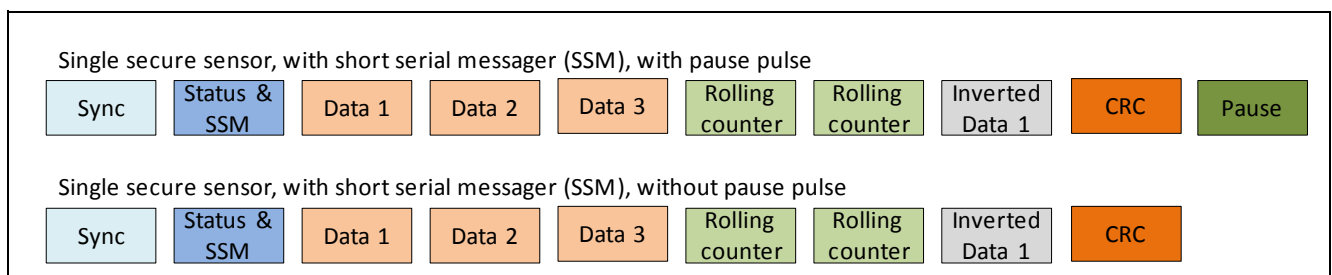 Single secure sensor, with short serial messager (SSM), with pause pulse
Sync
Status &
SSM
Data 1
Data 2
Data 3
Rolling
counter
Rolling
counter
Inverted
Data 1
CRC
Pause
Single secure sensor, with short serial messager (SSM), without pause pulse
Sync
Status &
SSM
Data 1
Data 2
Data 3
Rolling
counter
Rolling
counter
Inverted
Data 1
CRC